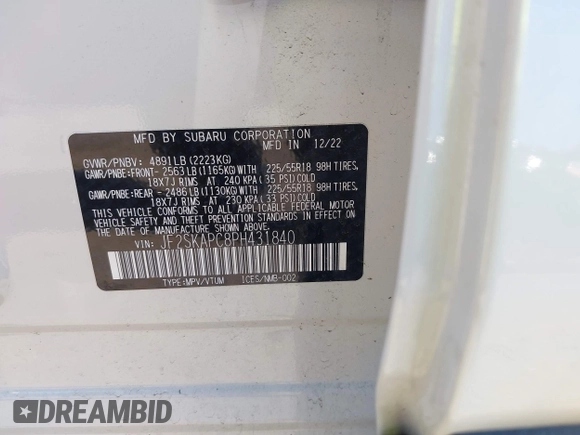 MFD BY SUBARU CORPORATION
MFD IN JAPAN 12/22
GVWR/PNBV: 4891LB(2223KG)
GAWR/PNBE:FRONT- 2563LB(1165KG)WITH 225/55R18 98H TIRES,
18X7J RIMS AT 240 KPA(35 PSI)COLD
GAWR/PNBE:REAR -2486LB(1130KG)WITH 225/55R18 98H TIRES,
18X7J RIMS AT 230 KPA(33 PSI)COLD
THIS VEHICLE CONFORMS TO ALL APPLICABLE FEDERAL MOTOR
VEHICLE SAFETY AND THEFT PREVENTION STANDARDS IN EFFECT
ON THE DATE OF MANUFACTURE SHOWN ABOVE.
VIN: JF2SKAPC8PH431840
TYPE:MPV/VTUM ICES/NMB-002
DREAMBID